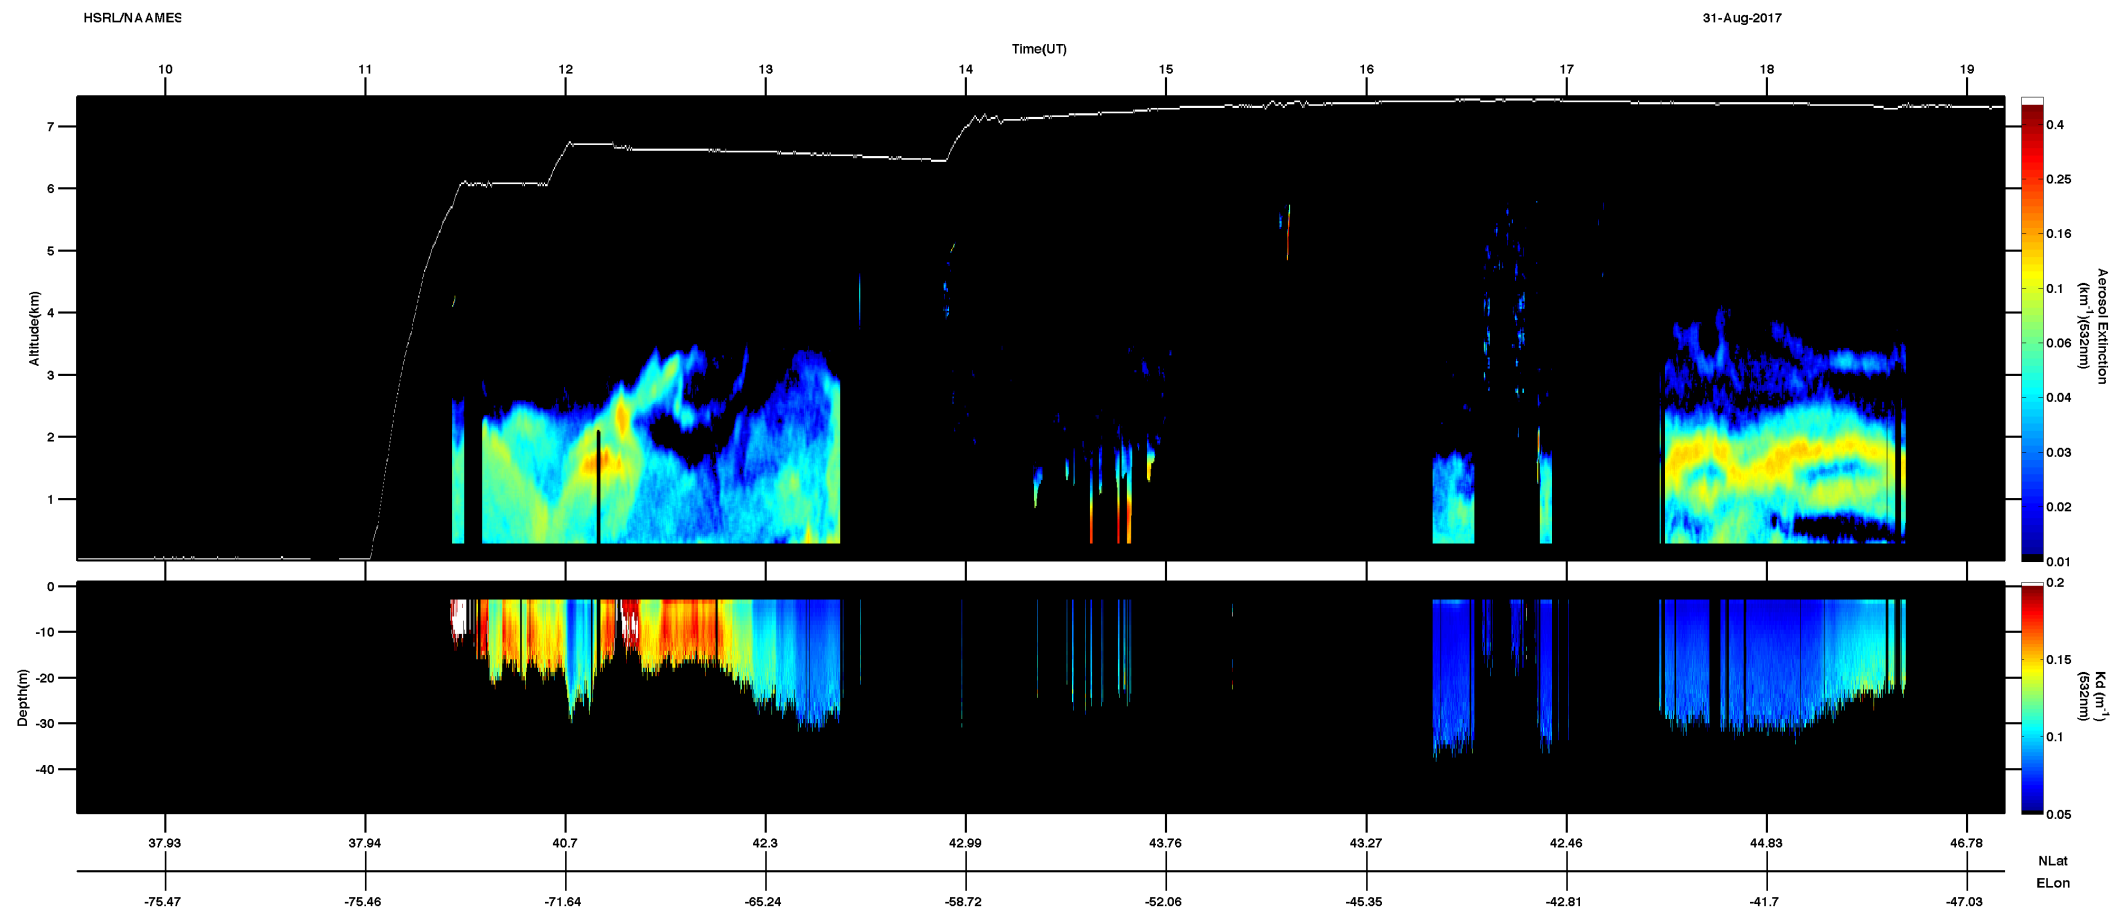 HSRL/NAAMES 31-Aug-2017
Time(UT)
10 11 12 13 14 15 16 17 18 19
Altitude(km)
7
6
5
4
3
2
1
0.4
0.25
0.16
0.1
0.06
0.04
0.03
0.02
0.01
Aerosol Extinction
(km-1)(532nm)
Depth(m)
0
-10
-20
-30
-40
0.2
0.15
0.1
0.05
Kd (m-1)
(532nm)
37.93 37.94 40.7 42.3 42.99 43.76 43.27 42.46 44.83 46.78
NLat
ELon
-75.47 -75.46 -71.64 -65.24 -58.72 -52.06 -45.35 -42.81 -41.7 -47.03